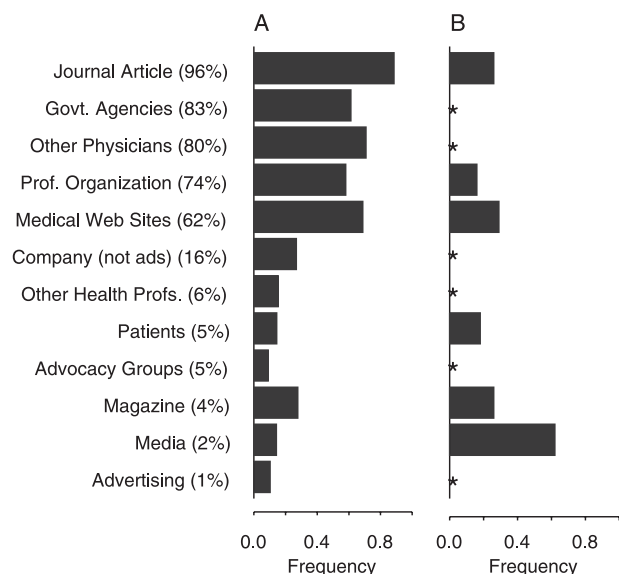 A B
Journal Article (96%)
Govt. Agencies (83%) *
Other Physicians (80%) *
Prof. Organization (74%)
Medical Web Sites (62%)
Company (not ads) (16%) *
Other Health Profs. (6%) *
Patients (5%)
Advocacy Groups (5%) *
Magazine (4%)
Media (2%)
Advertising (1%) *
0.0 0.4 0.8 0.0 0.4 0.8
Frequency Frequency